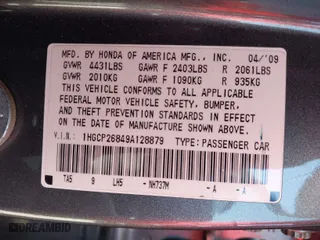 MFD. BY HONDA OF AMERICA MFG., INC. 04/'09
GVWR 4431LBS GAWR F 2403LBS R 2061LBS
GVWR 2010KG GAWR F 1090KG R 935KG
THIS VEHICLE CONFORMS TO ALL APPLICABLE
FEDERAL MOTOR VEHICLE SAFETY, BUMPER,
AND THEFT PREVENTION STANDARDS IN EFFECT
ON THE DATE OF MANUFACTURE SHOWN ABOVE.
V.I.N.: 1HGCP26849A128879 TYPE:PASSENGER CAR
TA5 9 LH5 - NH737M _ - A _ - A
DREAMBID